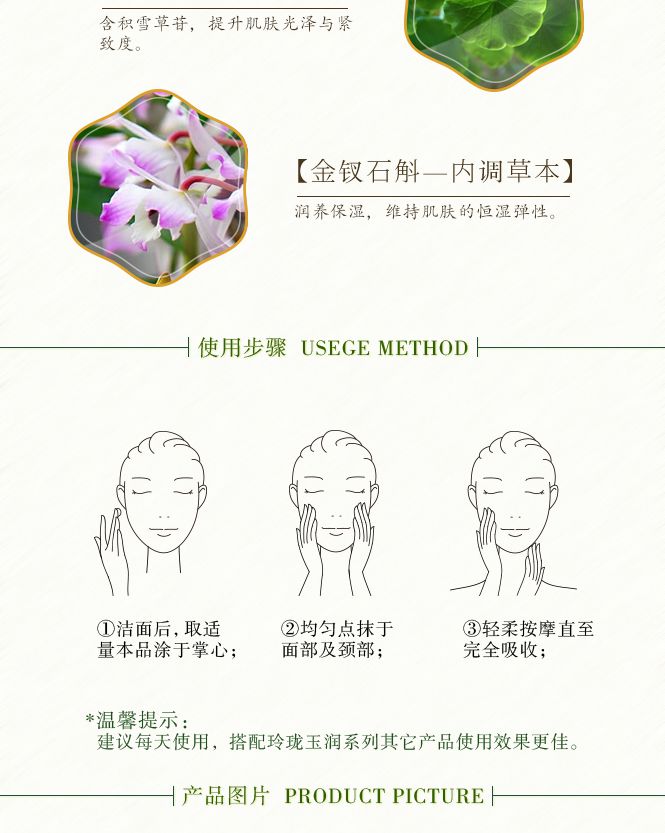 含积雪草苷，提升肌肤光泽与紧
致度。
【金钗石斛—内调草本】
润养保湿，维持肌肤的恒湿弹性。
使用步骤 USEGE METHOD
①洁面后，取适
量本品涂于掌心；
②均匀点抹于
面部及颈部；
③轻柔按摩直至
完全吸收；
*温馨提示：
建议每天使用，搭配玲珑玉润系列其它产品使用效果更佳。
产品图片 PRODUCT PICTURE